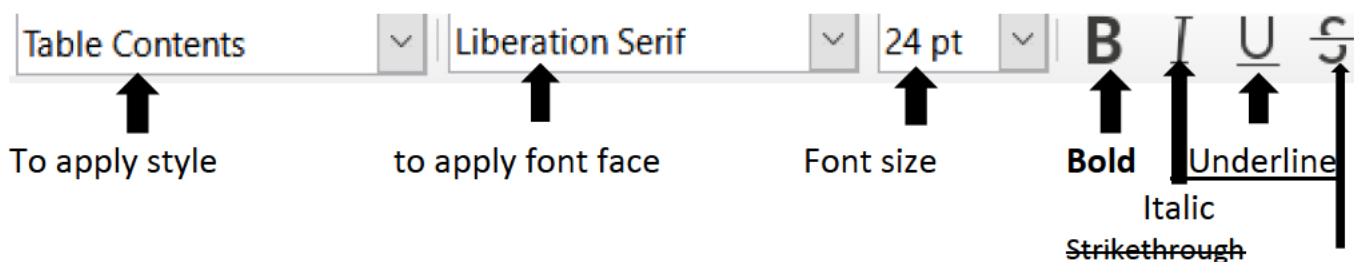 Table Contents Liberation Serif 24 pt B I U S
To apply style to apply font face Font size Bold Underline
Italic
Strikethrough